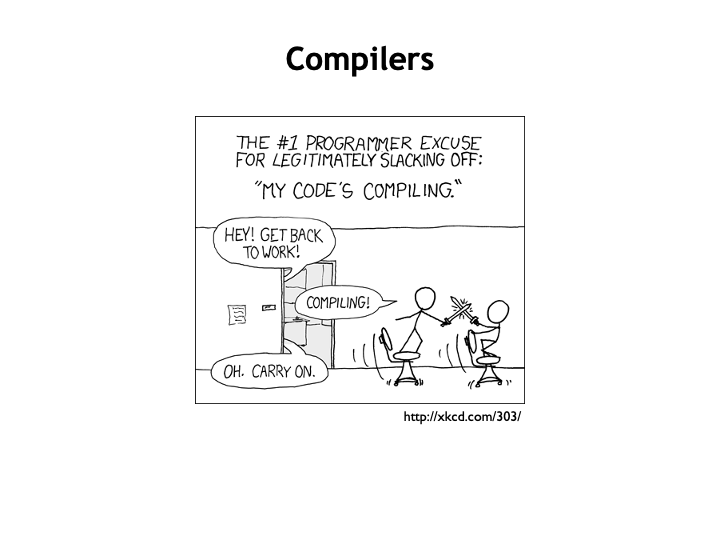 Compilers
THE #1 PROGRAMMER EXCUSE
FOR LEGITIMATELY SLACKING OFF:
"MY CODE'S COMPILING."
HEY! GET BACK
TO WORK!
COMPILING!
OH. CARRY ON.
http://xkcd.com/303/